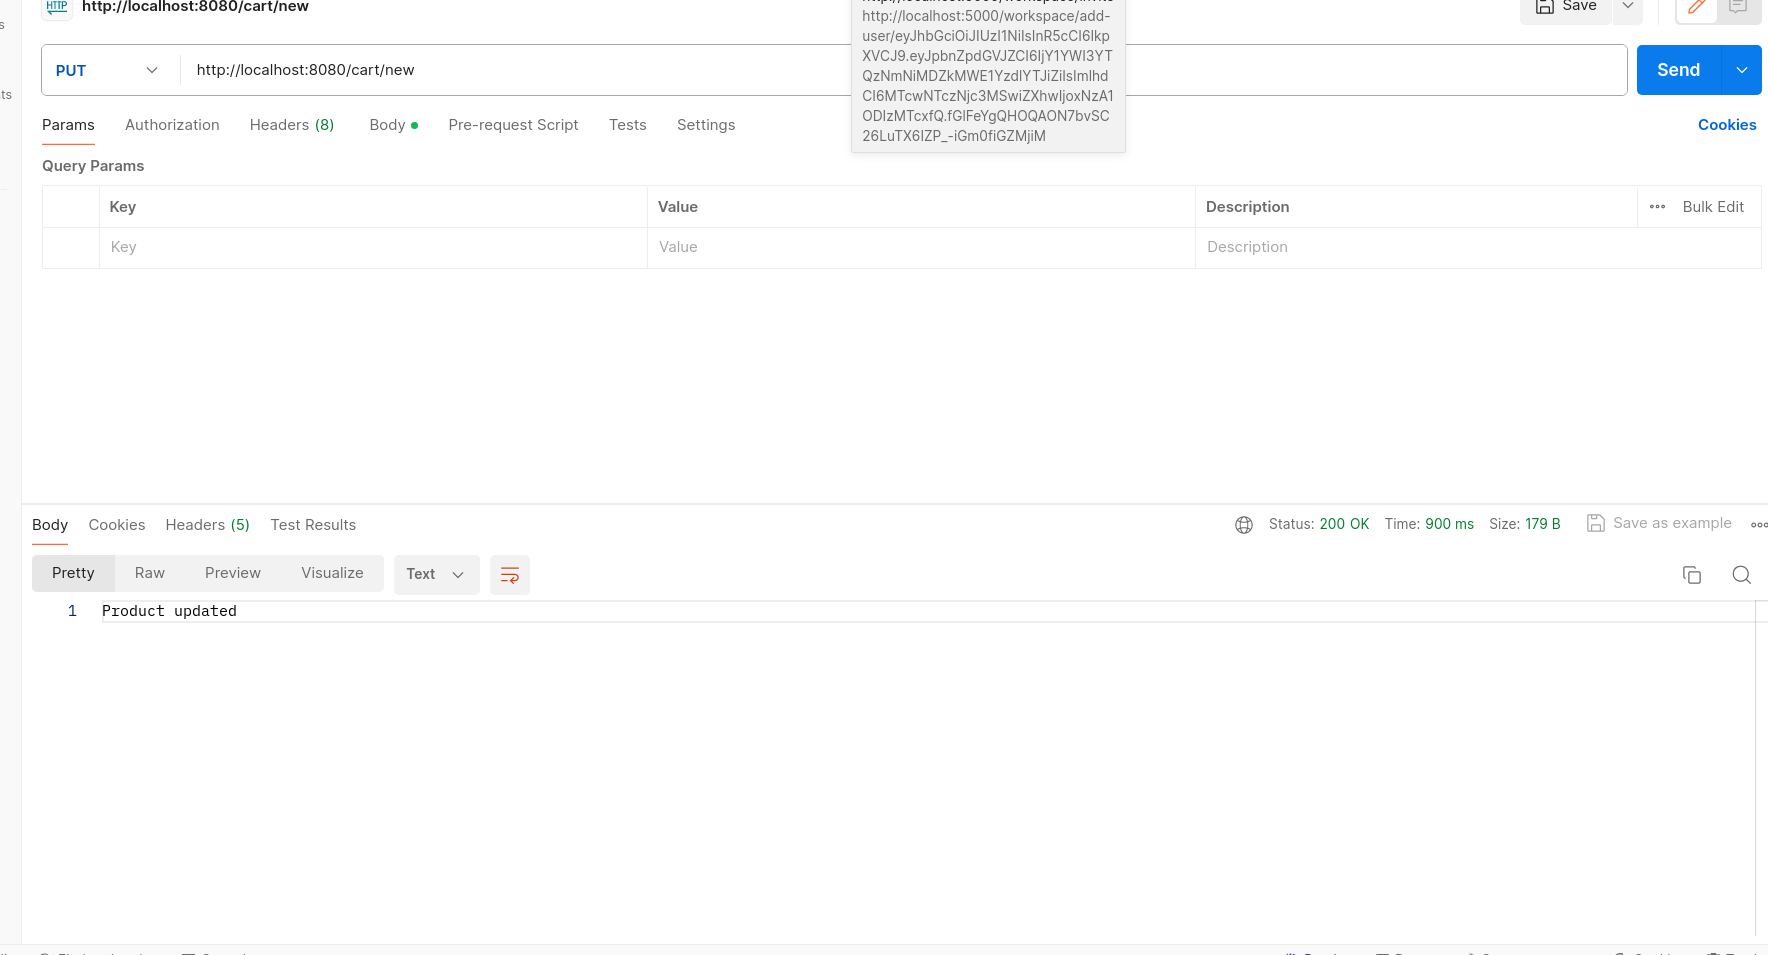 HTTP http://localhost:8080/cart/new
Save
http://localhost:5000/workspace/add-
user/eyJhbGciOiJIUzI1NiIsInR5cCI6Ikp
XVCJ9.eyJpbnZpdGVJZCI6IjY1YWI3YT
QzNmNiMDZkMWE1YzdlYTJiZiIsImlhd
CI6MTcwNTczNjc3MSwiZXhwIjoxNzA1
ODIzMTcxfQ.fGlFeYgQHOQAON7bvSC
26LuTX6IZP_-iGm0fiGZMjiM
PUT http://localhost:8080/cart/new Send
Params Authorization Headers (8) Body Pre-request Script Tests Settings Cookies
Query Params
Key Value Description Bulk Edit
Key Value Description
Body Cookies Headers (5) Test Results Status: 200 OK Time: 900 ms Size: 179 B Save as example
Pretty Raw Preview Visualize Text
1 Product updated